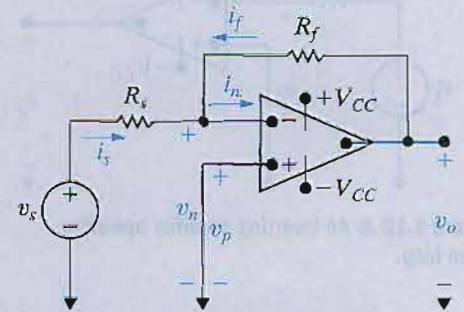 i_f R_f
R_s i_n +V_CC
i_s + −
+ + +
v_s − v_n v_p −V_CC v_o
− − −